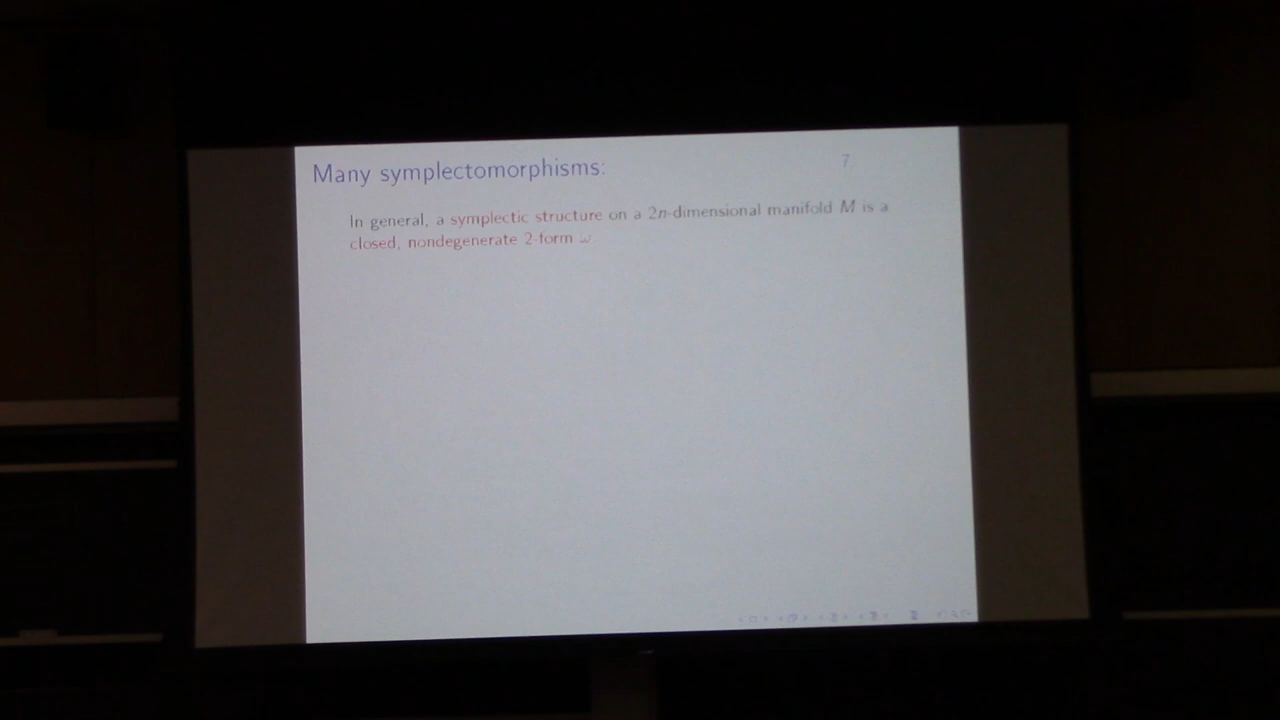 Many symplectomorphisms:
7
In general, a symplectic structure on a 2n-dimensional manifold M is a
closed, nondegenerate 2-form ω